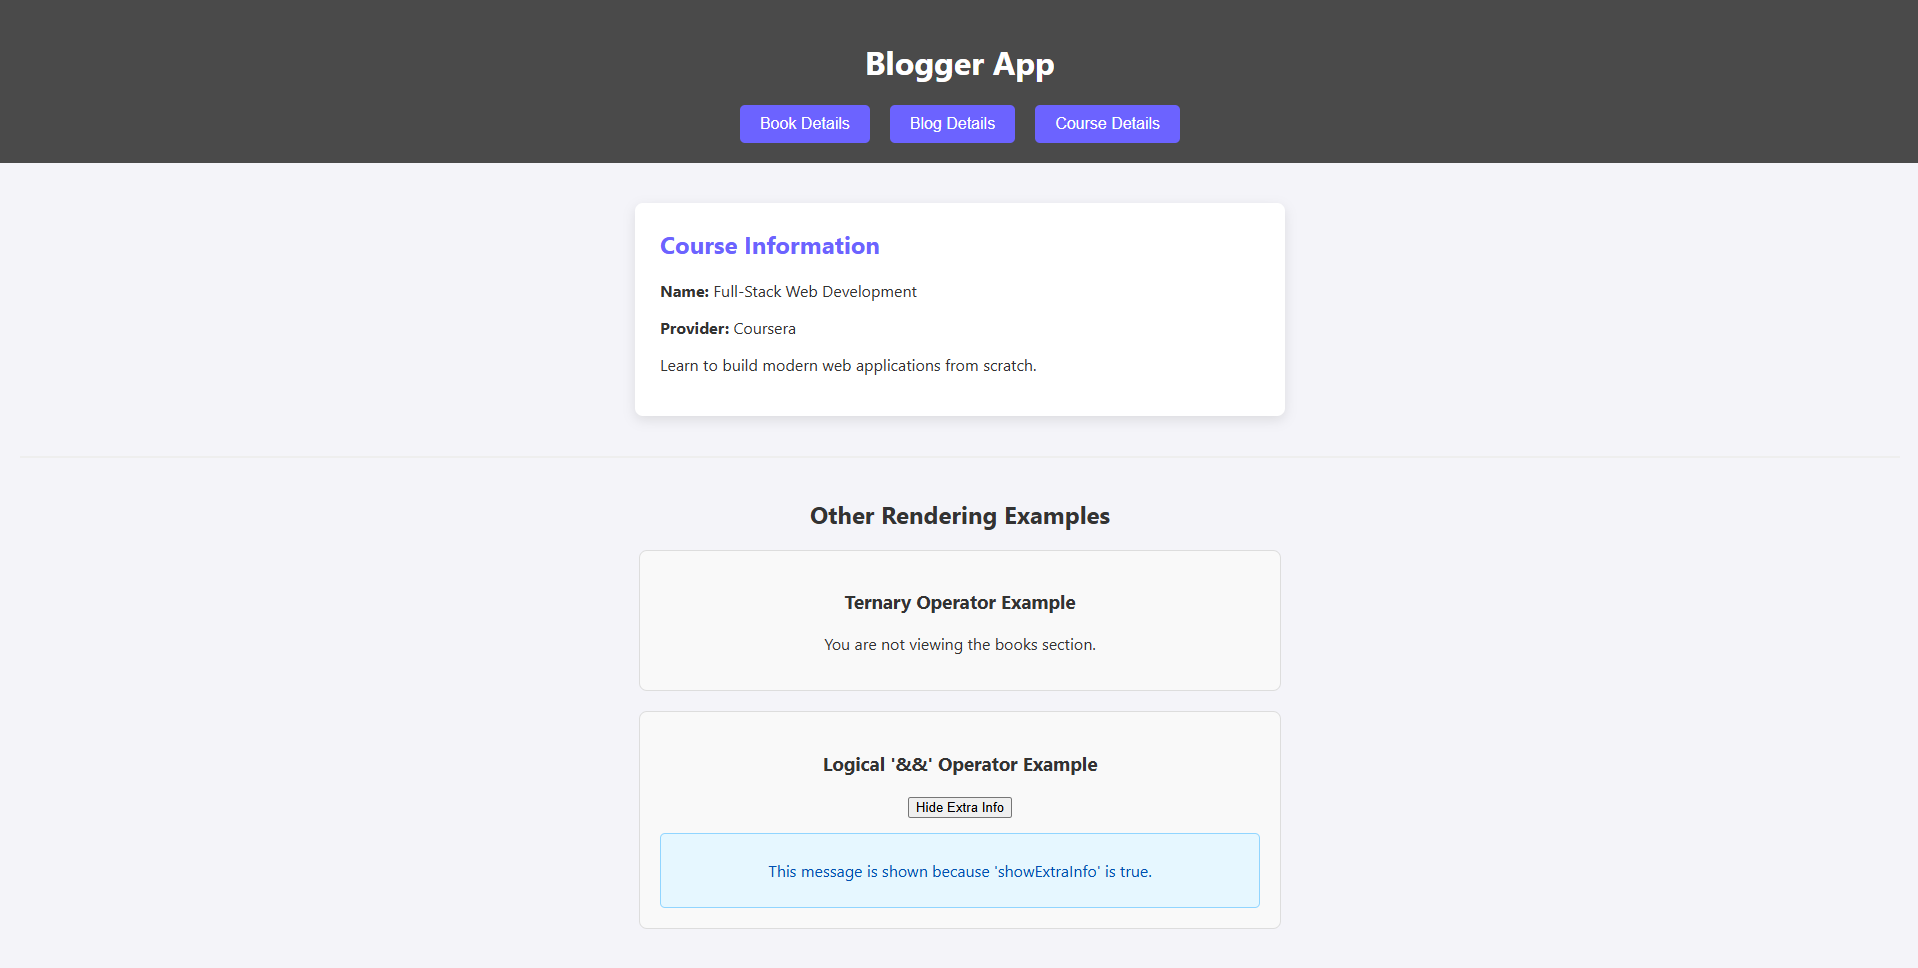 Blogger App
Book Details
Blog Details
Course Details
Course Information
Name: Full-Stack Web Development
Provider: Coursera
Learn to build modern web applications from scratch.
Other Rendering Examples
Ternary Operator Example
You are not viewing the books section.
Logical '&&' Operator Example
Hide Extra Info
This message is shown because 'showExtraInfo' is true.